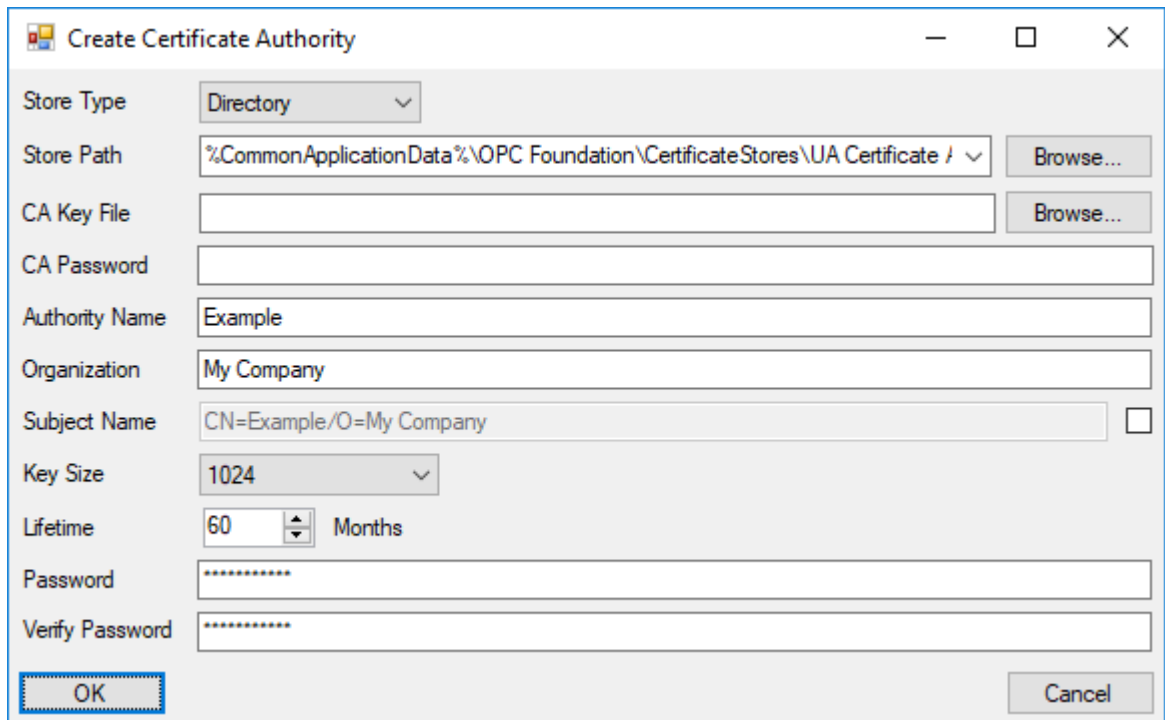 Create Certificate Authority
Store Type Directory
Store Path %CommonApplicationData%\OPC Foundation\CertificateStores\UA Certificate Browse...
CA Key File Browse...
CA Password
Authority Name Example
Organization My Company
Subject Name CN=Example/O=My Company
Key Size 1024
Lifetime 60 Months
Password ***********
Verify Password ***********
OK Cancel